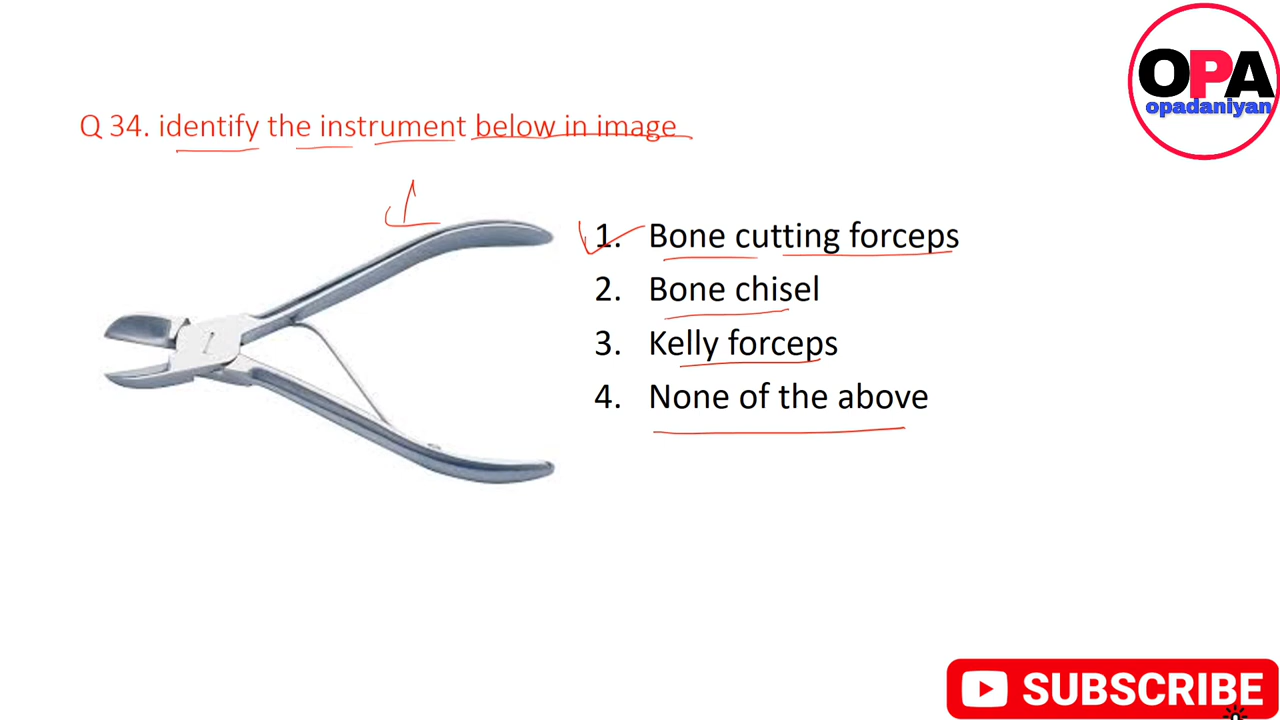 OPA
opadaniyan
Q 34. identify the instrument below in image
1. Bone cutting forceps
2. Bone chisel
3. Kelly forceps
4. None of the above
SUBSCRIBE